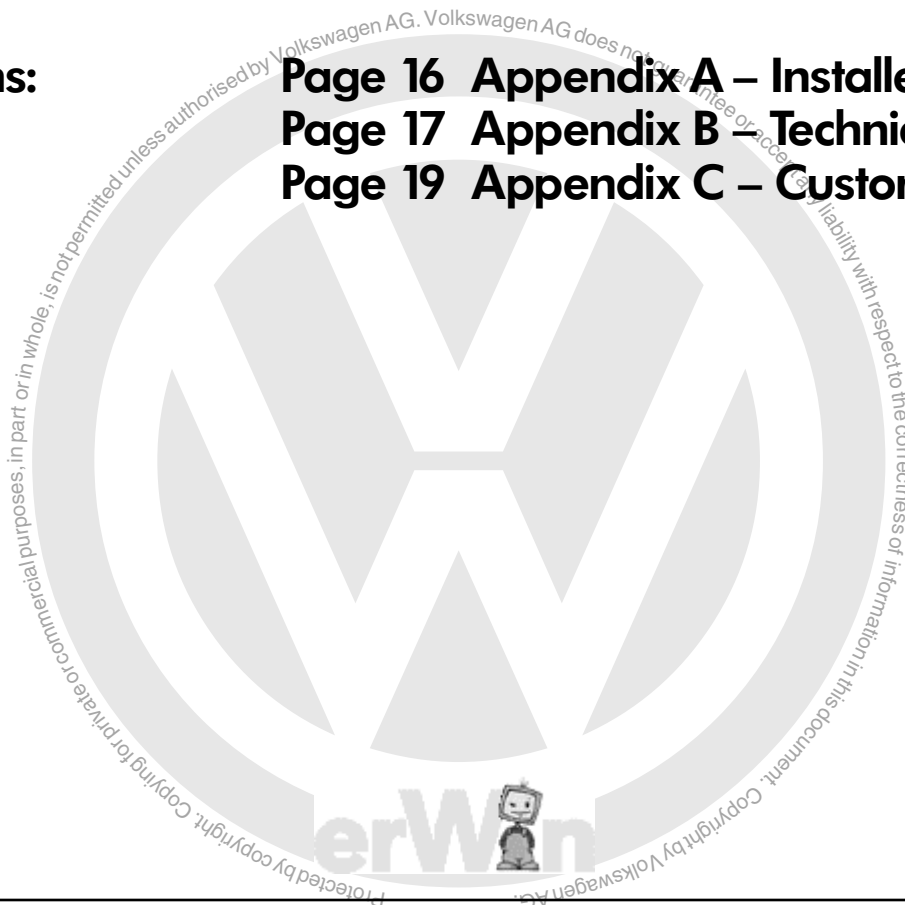 ns: Page 16 Appendix A – Installe
Page 17 Appendix B – Technic
Page 19 Appendix C – Custon
Protected by copyright. Copying for private or commercial purposes, in part or in whole, is not permitted unless authorised by Volkswagen AG. Volkswagen AG does not guarantee or accept any liability with respect to the correctness of information in this document. Copyright by Volkswagen AG.
erWin